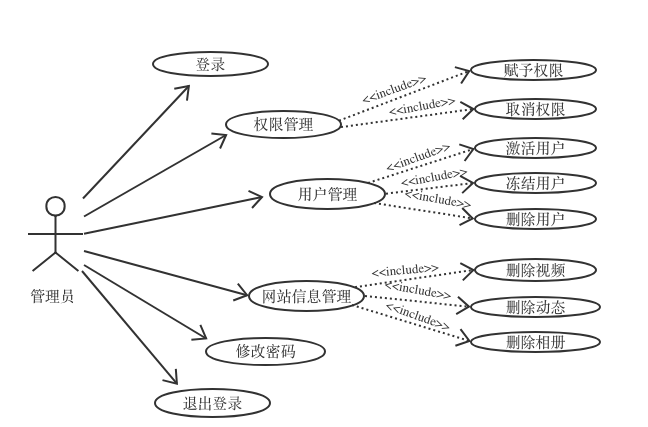 登录
权限管理
<<include>>
赋予权限
<<include>>
取消权限
用户管理
<<include>>
激活用户
<<include>>
冻结用户
<<include>>
删除用户
管理员
网站信息管理
<<include>>
删除视频
<<include>>
删除动态
<<include>>
删除相册
修改密码
退出登录